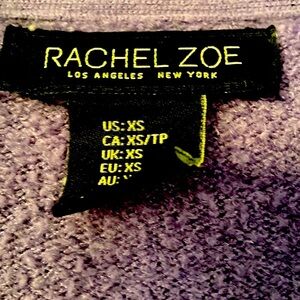 RACHEL ZOE
LOS ANGELES NEW YORK
US: XS
CA: XS/TP
UK: XS
EU: XS
AU: